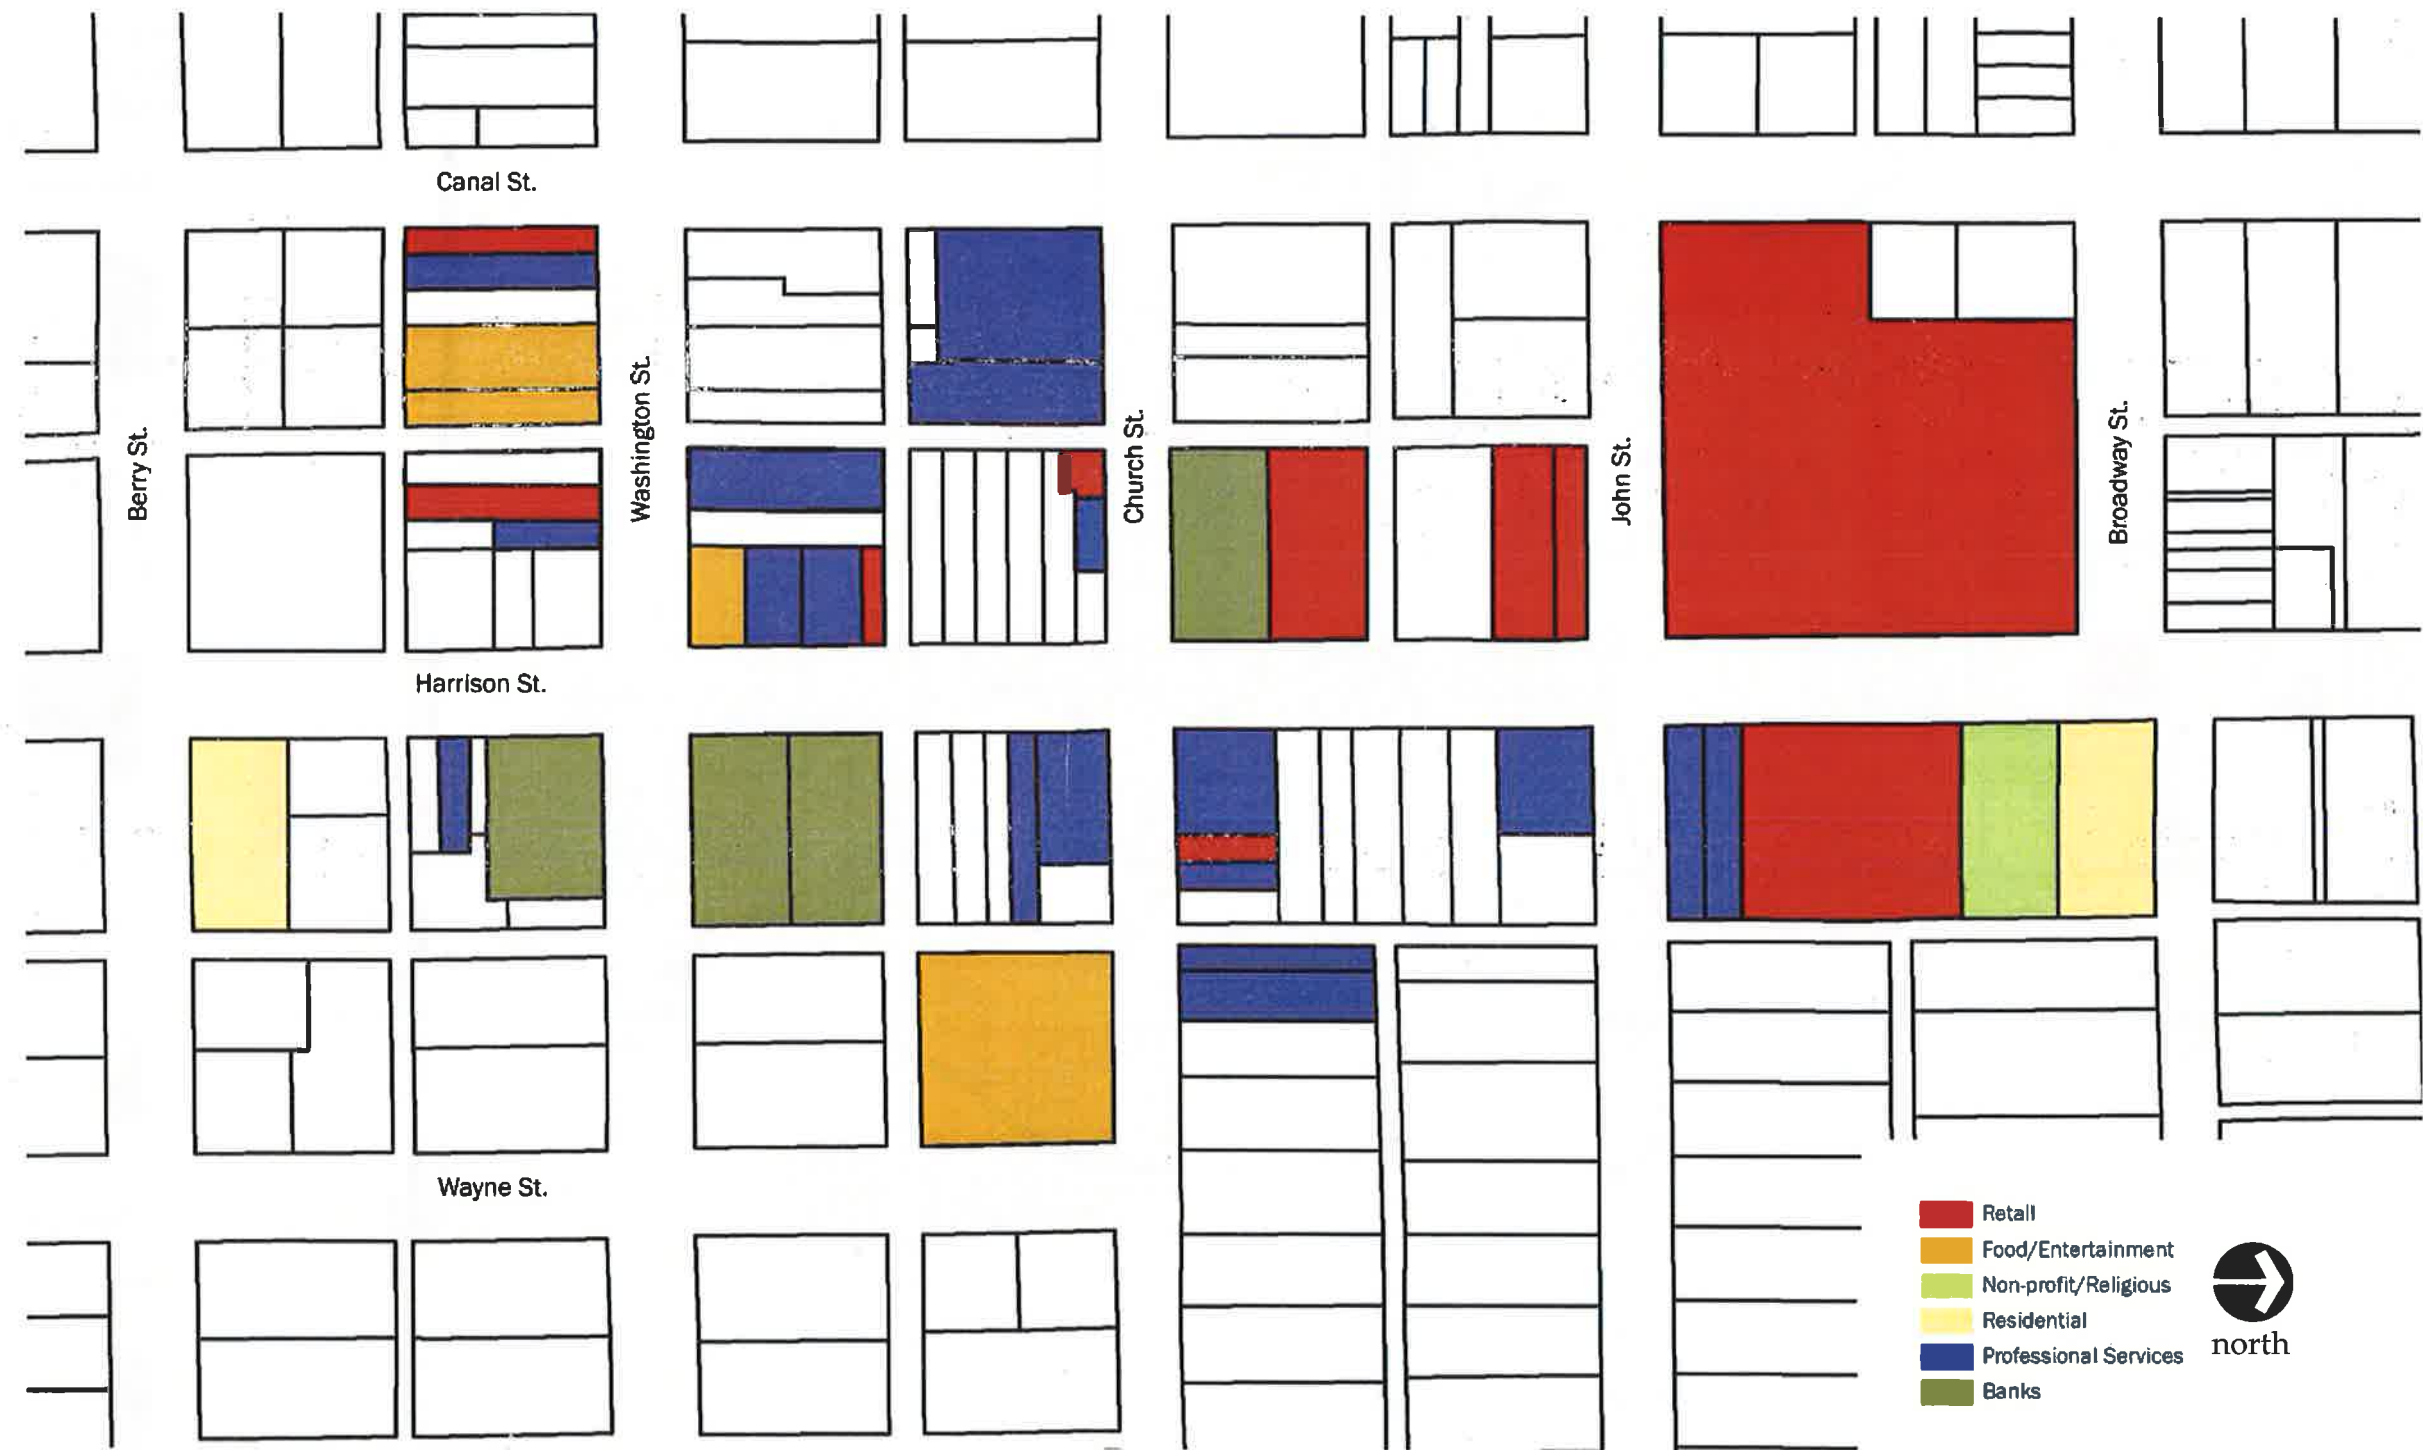 Canal St.
Berry St.
Washington St.
Church St.
John St.
Broadway St.
Harrison St.
Wayne St.
Retail
Food/Entertainment
Non-profit/Religious
Residential
Professional Services
Banks
north